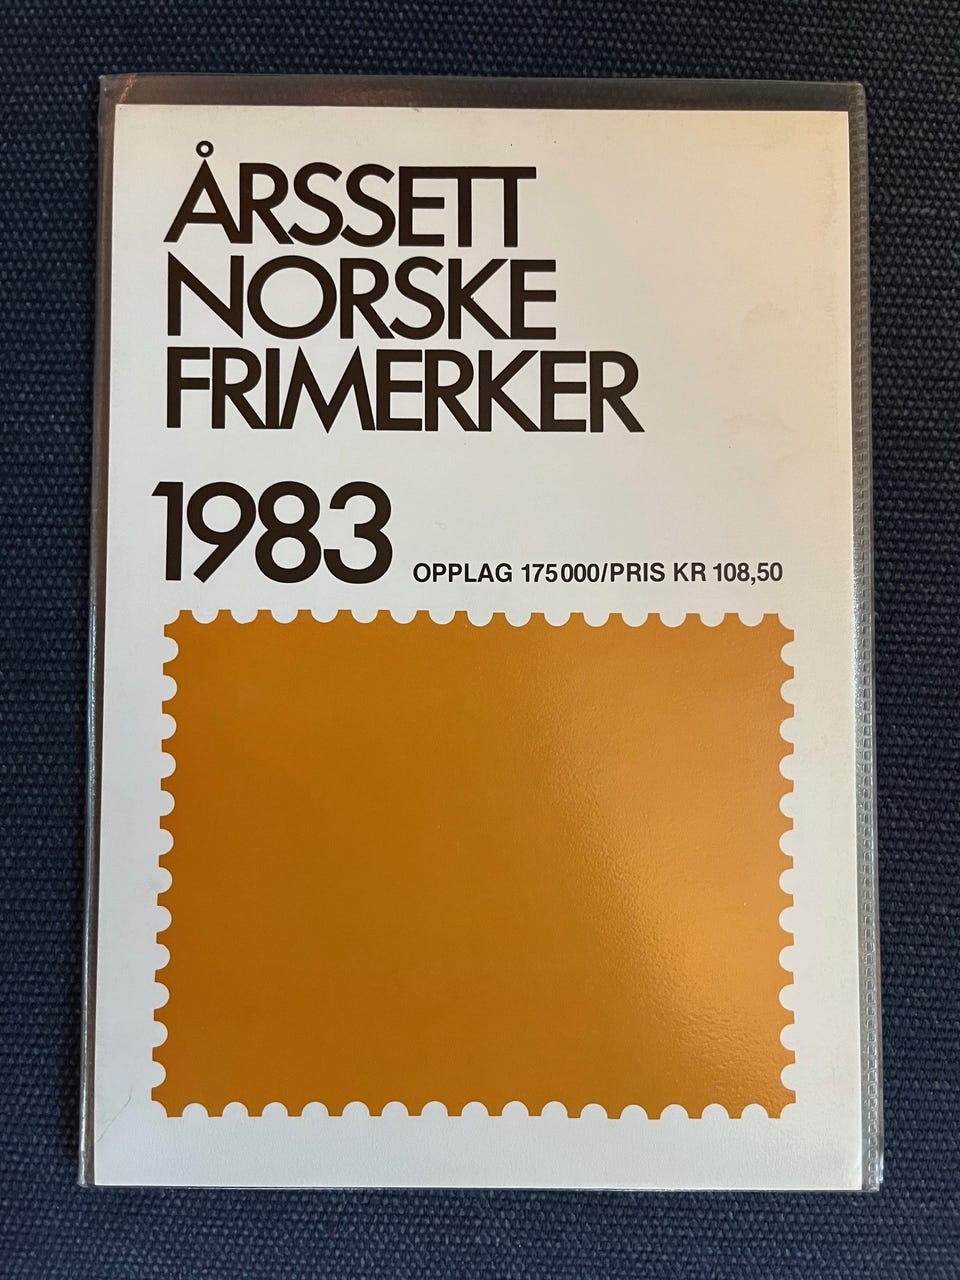 ÅRSSETT
NORSKE
FRIMERKER
1983 OPPLAG 175000/PRIS KR 108,50